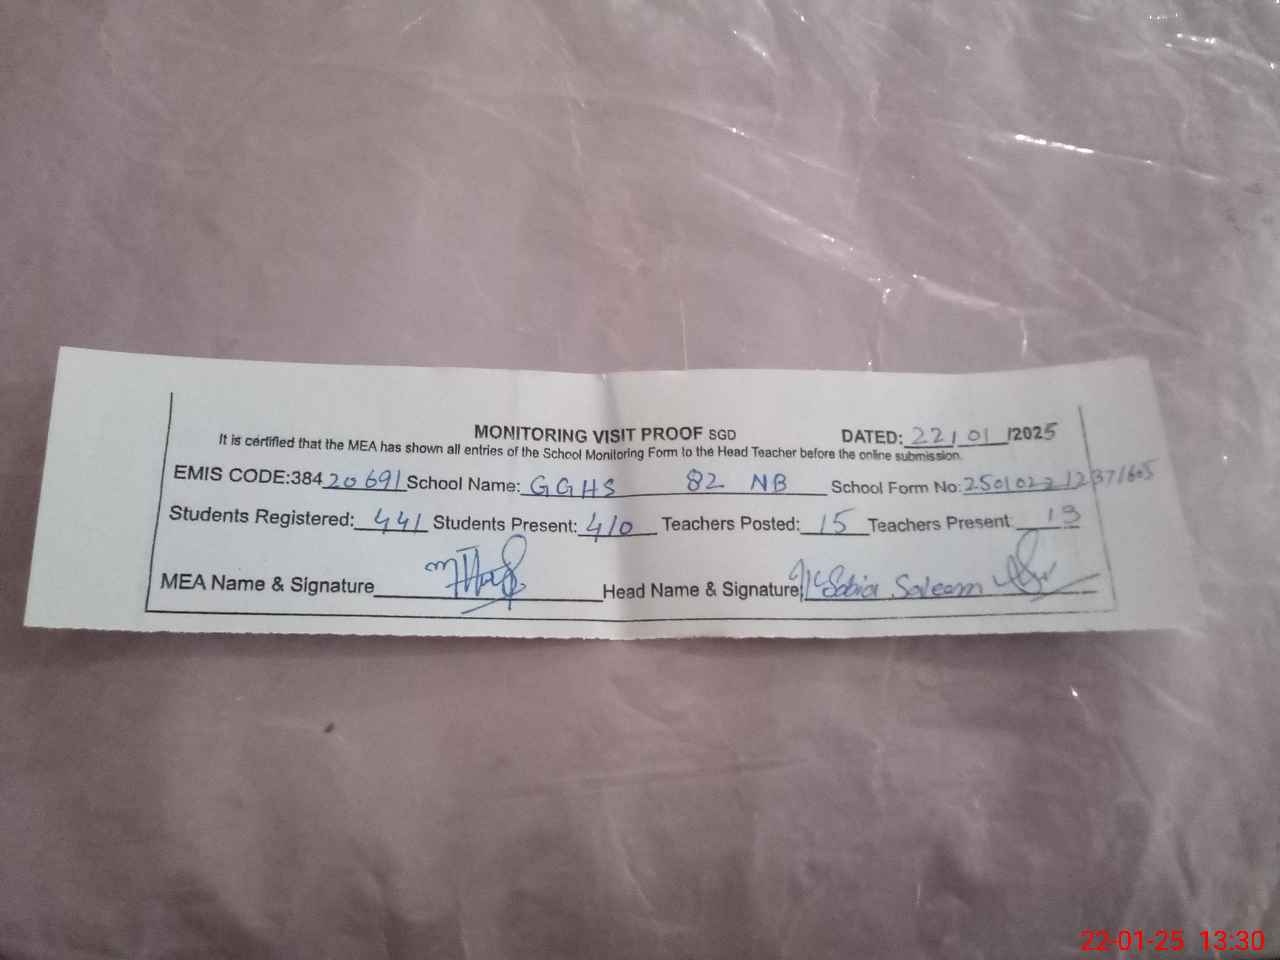 MONITORING VISIT PROOF SGD DATED: 22/01/2025
It is certified that the MEA has shown all entries of the School Monitoring Form to the Head Teacher before the online submission.
EMIS CODE:384 20691 School Name: GGHS 82 NB School Form No: 250102212371605
Students Registered: 441 Students Present: 410 Teachers Posted: 15 Teachers Present 13
MEA Name & Signature Head Name & Signature Sobia Saleem
22-01-25 13:30